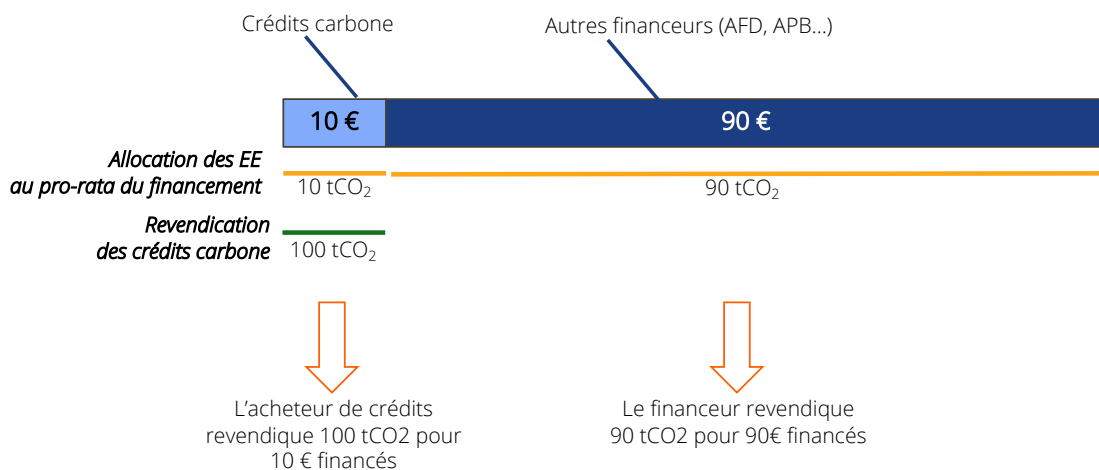 Crédits carbone
Autres financeurs (AFD, APB...)
10 €
90 €
Allocation des EE
au pro-rata du financement
10 tCO₂
90 tCO₂
Revendication
des crédits carbone
100 tCO₂
L'acheteur de crédits
revendique 100 tCO2 pour
10 € financés
Le financeur revendique
90 tCO2 pour 90€ financés